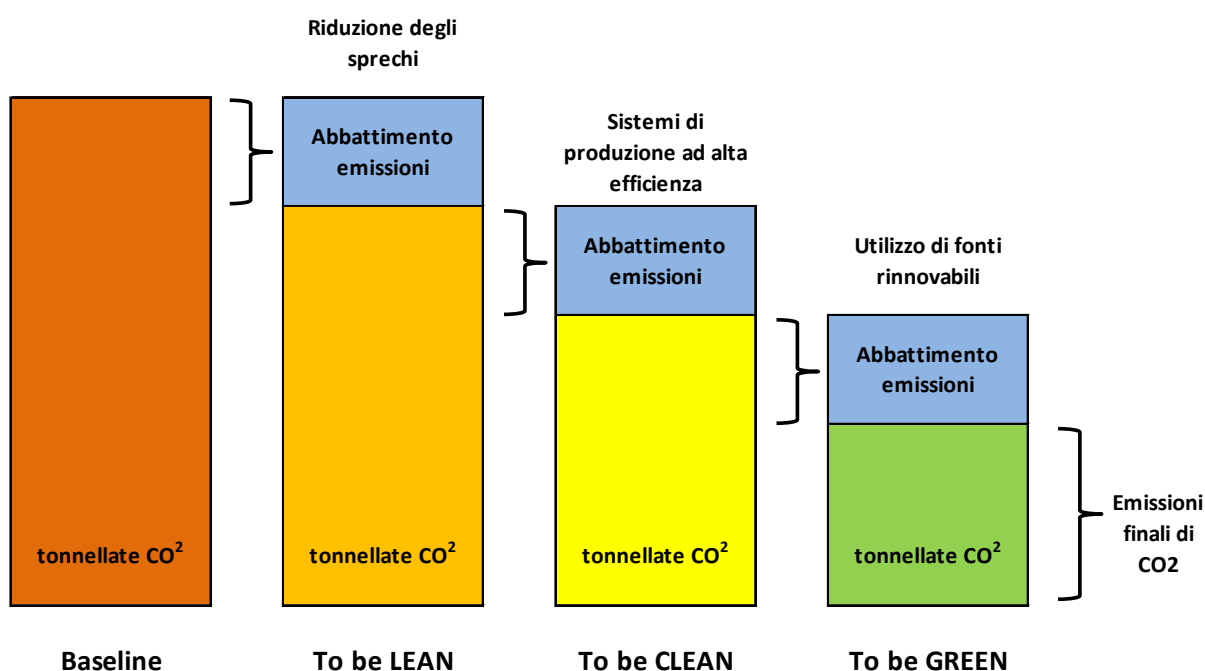 Riduzione degli
sprechi
Abbattimento
emissioni
Sistemi di
produzione ad alta
efficienza
Abbattimento
emissioni
Utilizzo di fonti
rinnovabili
Abbattimento
emissioni
tonnellate CO²
tonnellate CO²
tonnellate CO²
tonnellate CO²
Emissioni
finali di
CO2
Baseline
To be LEAN
To be CLEAN
To be GREEN